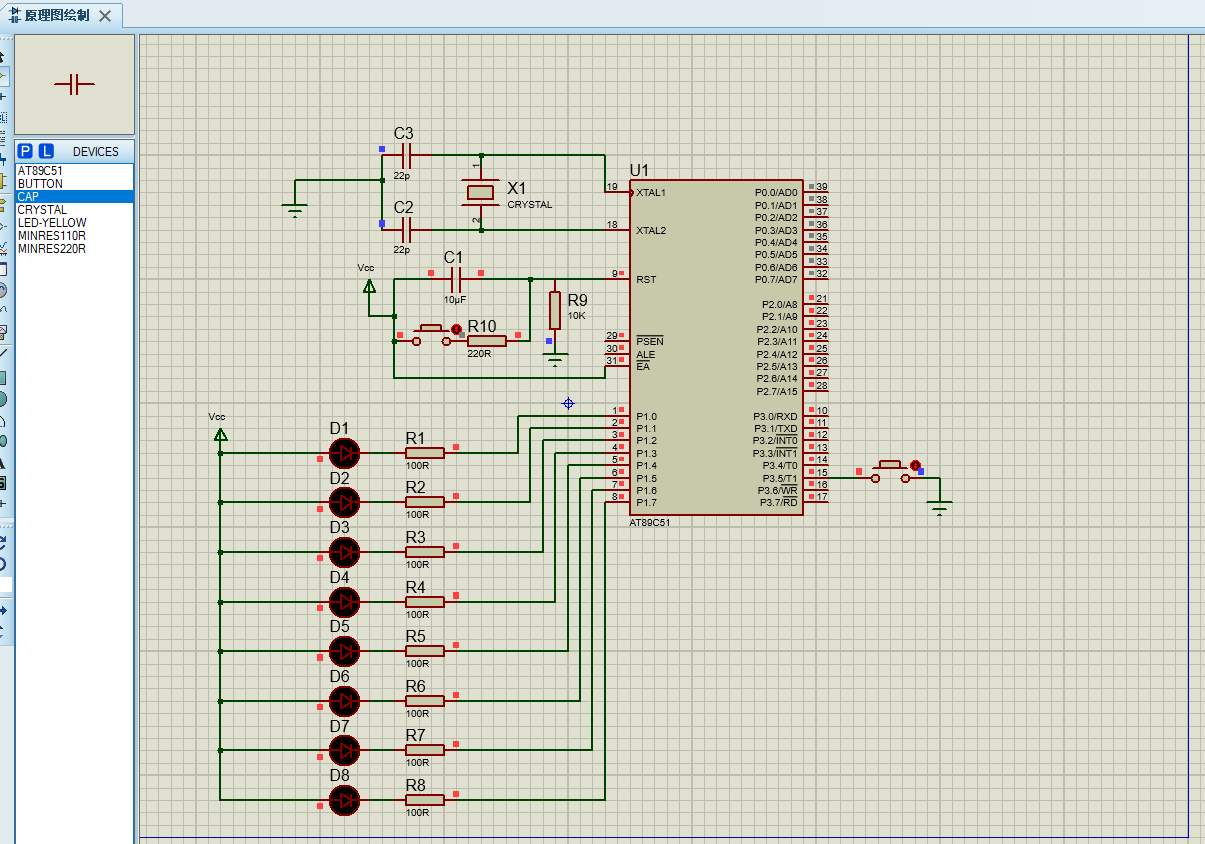 原理图绘制
P L DEVICES
AT89C51
BUTTON
CAP
CRYSTAL
LED-YELLOW
MINRES110R
MINRES220R
C3
22p
C2
22p
1
2
X1
CRYSTAL
Vcc
C1
10μF
R10
220R
R9
10K
U1
19 XTAL1
18 XTAL2
9 RST
29 PSEN
30 ALE
31 EA
1 P1.0
2 P1.1
3 P1.2
4 P1.3
5 P1.4
6 P1.5
7 P1.6
8 P1.7
P0.0/AD0 39
P0.1/AD1 38
P0.2/AD2 37
P0.3/AD3 36
P0.4/AD4 35
P0.5/AD5 34
P0.6/AD6 33
P0.7/AD7 32
P2.0/A8 21
P2.1/A9 22
P2.2/A10 23
P2.3/A11 24
P2.4/A12 25
P2.5/A13 26
P2.6/A14 27
P2.7/A15 28
P3.0/RXD 10
P3.1/TXD 11
P3.2/INT0 12
P3.3/INT1 13
P3.4/T0 14
P3.5/T1 15
P3.6/WR 16
P3.7/RD 17
AT89C51
Vcc
D1
R1
100R
D2
R2
100R
D3
R3
100R
D4
R4
100R
D5
R5
100R
D6
R6
100R
D7
R7
100R
D8
R8
100R